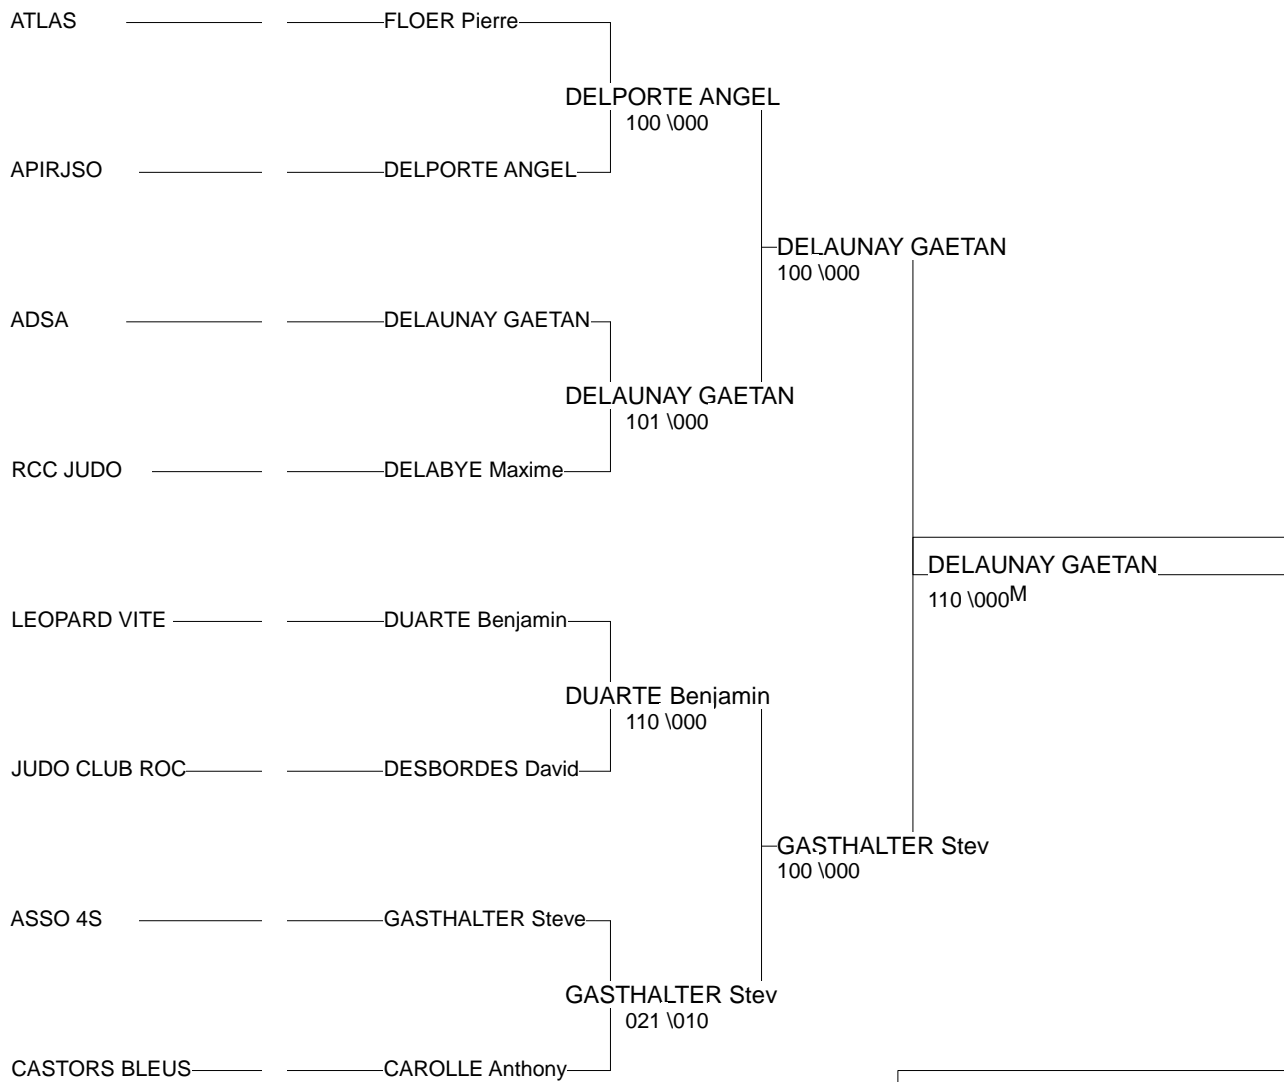 ATLAS FLOER Pierre
DELPORTE ANGEL
100 \000
APIRJSO DELPORTE ANGEL
DELAUNAY GAETAN
100 \000
ADSA DELAUNAY GAETAN
DELAUNAY GAETAN
101 \000
RCC JUDO DELABYE Maxime
DELAUNAY GAETAN
110 \000M
LEOPARD VITE DUARTE Benjamin
DUARTE Benjamin
110 \000
JUDO CLUB ROC DESBORDES David
GASTHALTER Stev
100 \000
ASSO 4S GASTHALTER Steve
GASTHALTER Stev
021 \010
CASTORS BLEUS CAROLLE Anthony